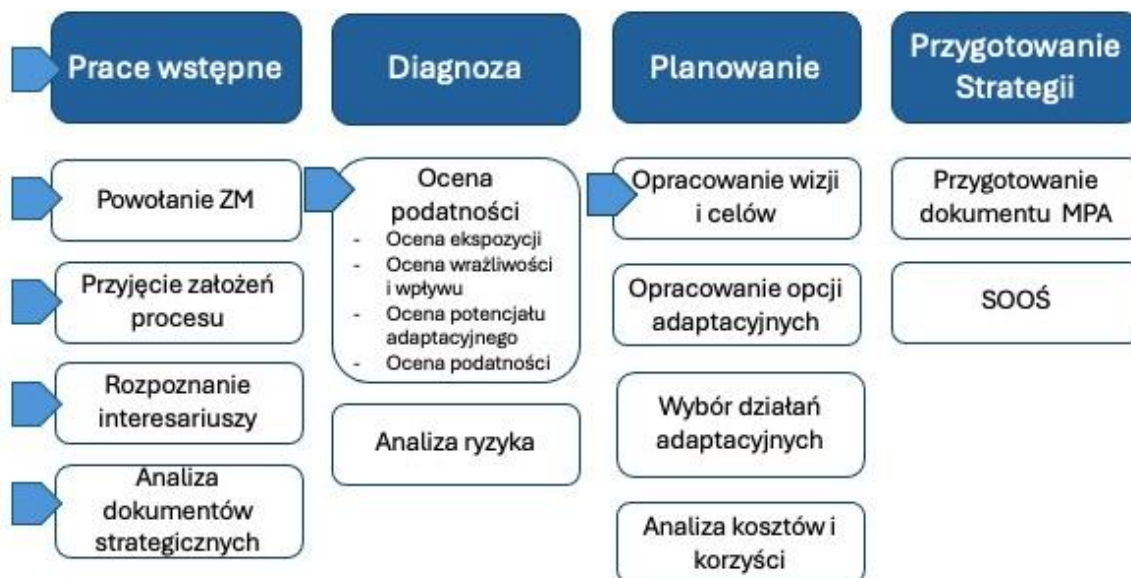 Prace wstępne
Diagnoza
Planowanie
Przygotowanie
Strategii
Powołanie ZM
Przyjęcie założeń
procesu
Rozpoznanie
interesariuszy
Analiza
dokumentów
strategicznych
Ocena
podatności
- Ocena ekspozycji
- Ocena wrażliwości
i wpływu
- Ocena potencjału
adaptacyjnego
- Ocena podatności
Analiza ryzyka
Opracowanie wizji
i celów
Opracowanie opcji
adaptacyjnych
Wybór działań
adaptacyjnych
Analiza kosztów i
korzyści
Przygotowanie
dokumentu MPA
SOOŚ